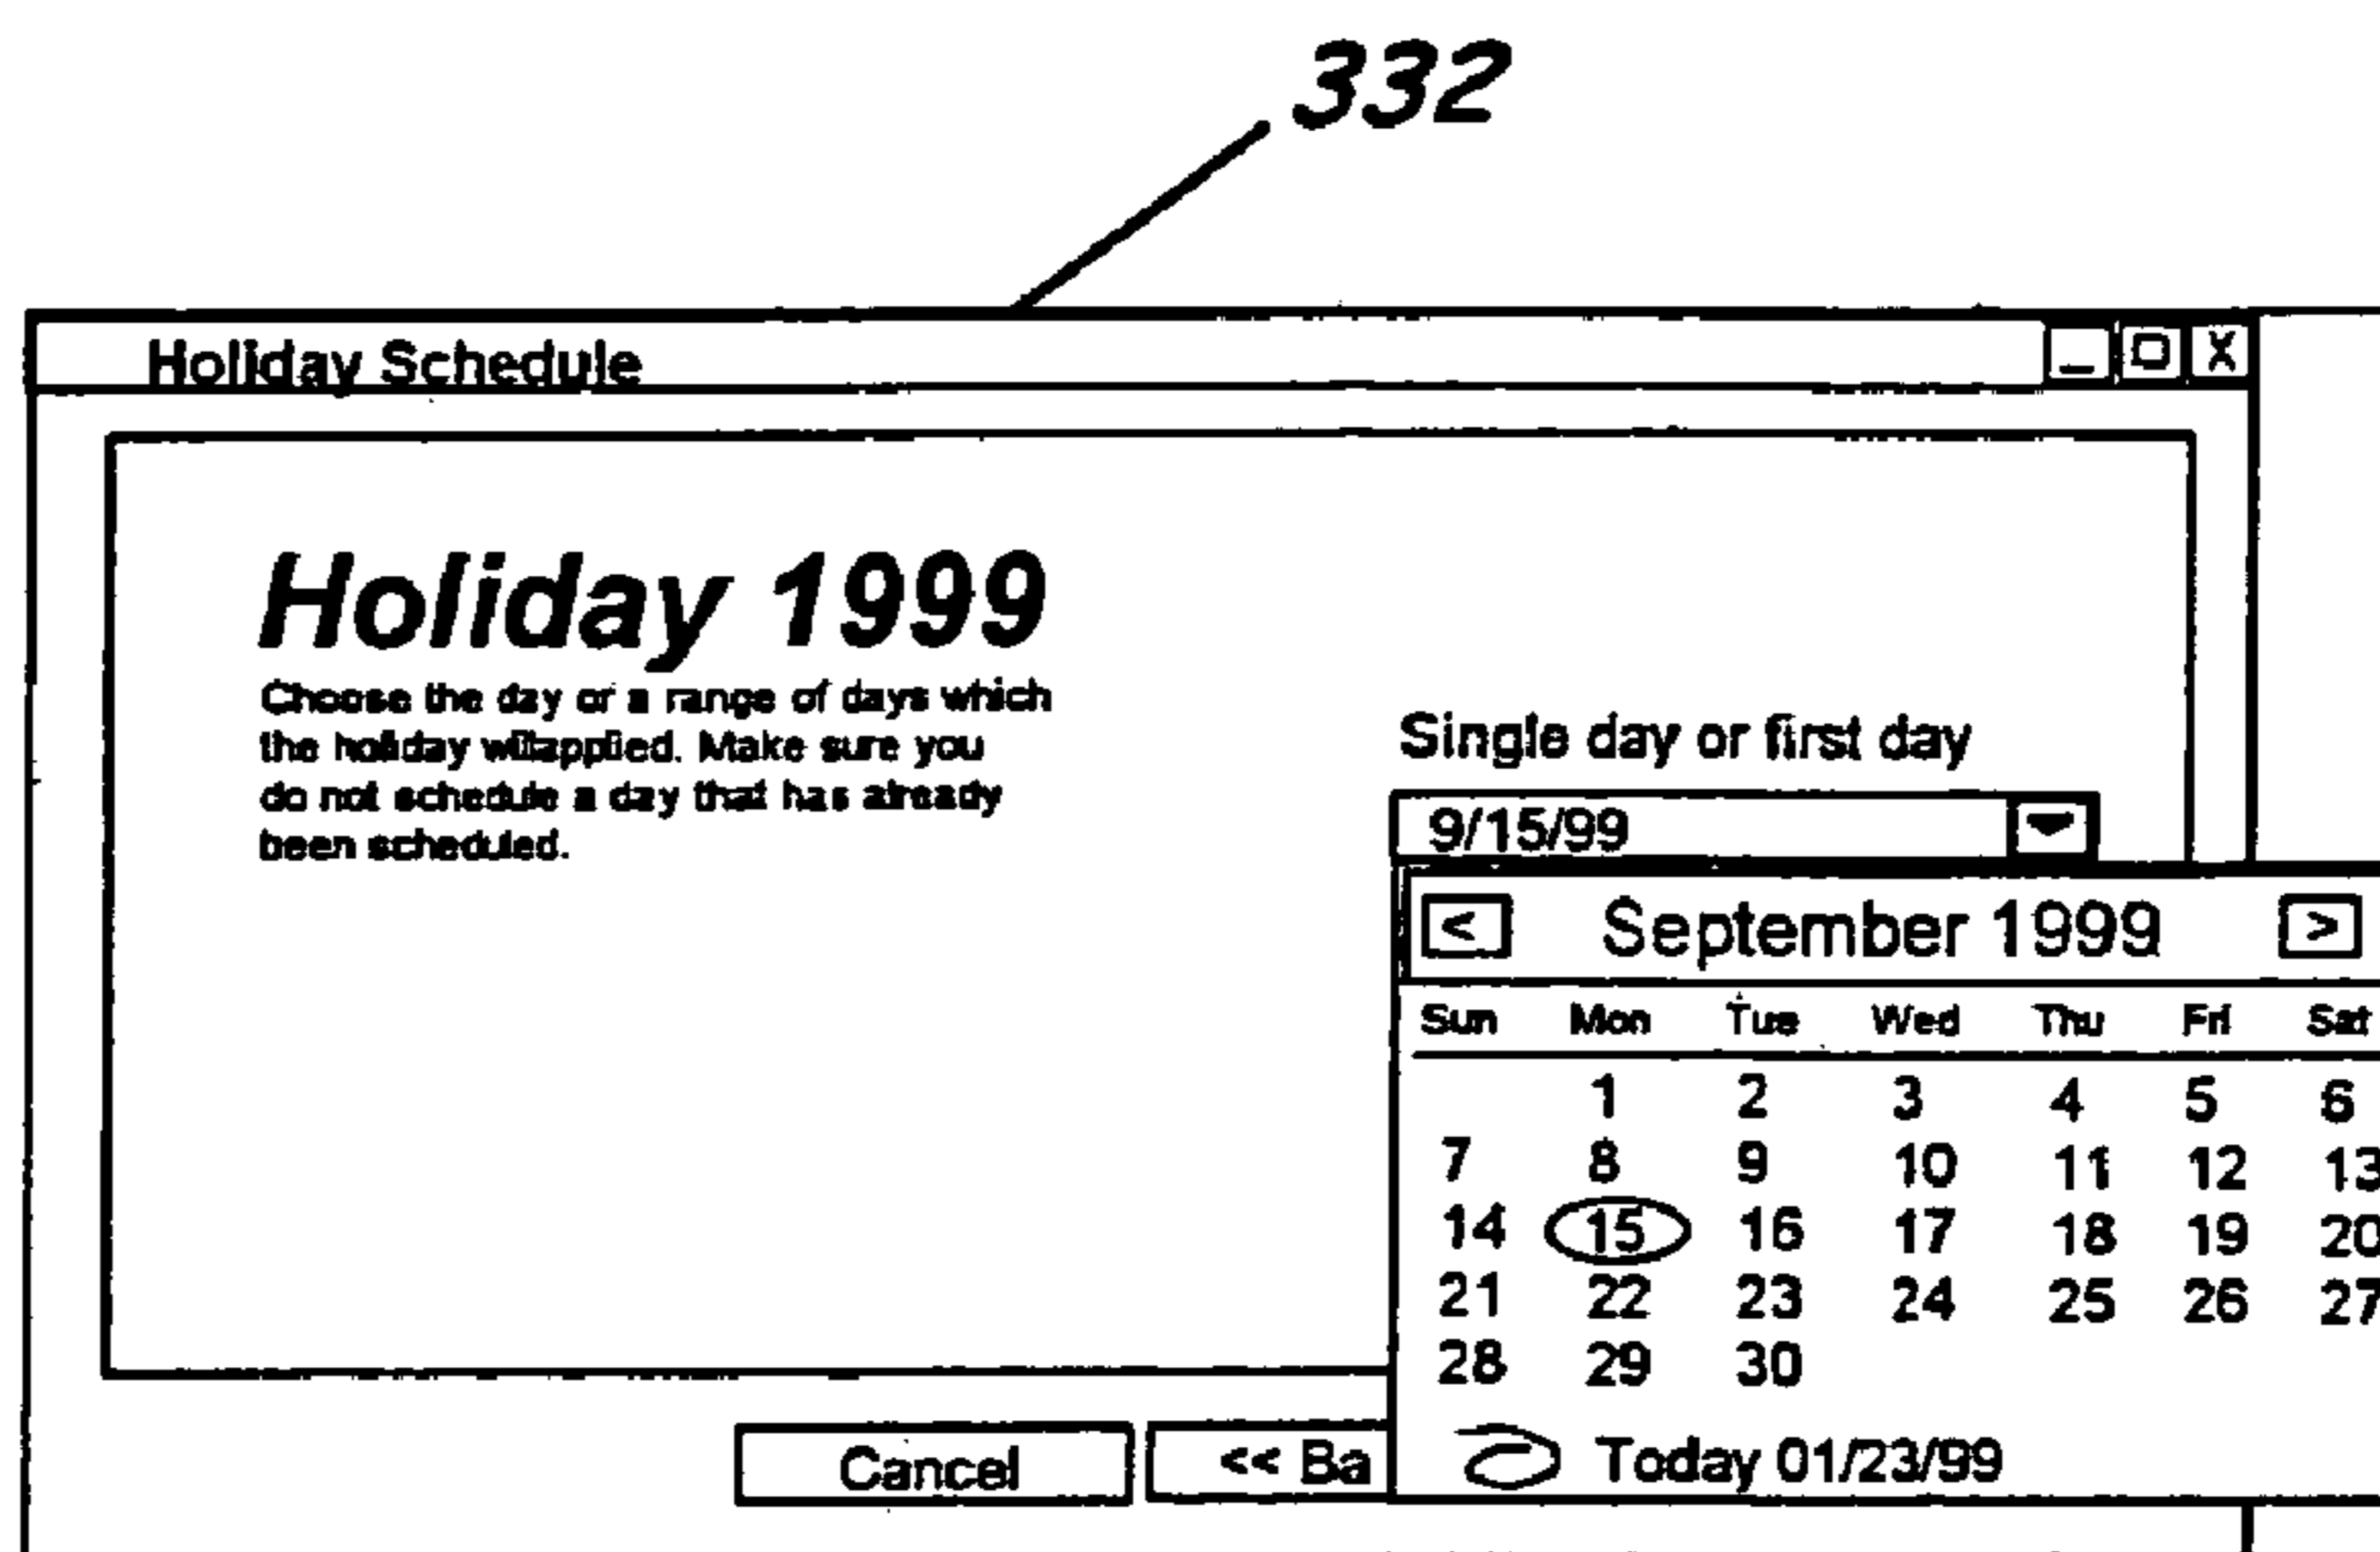 332
Holiday Schedule
_ X
Holiday 1999
Choose the day or a range of days which
the holiday willapplied. Make sure you
do not schedule a day that has already
been scheduled.
Single day or first day
9/15/99
< September 1999 >
Sun Mon Tue Wed Thu Fri Sat
1 2 3 4 5 6
7 8 9 10 11 12 13
14 15 16 17 18 19 20
21 22 23 24 25 26 27
28 29 30
Today 01/23/99
Cancel << Ba